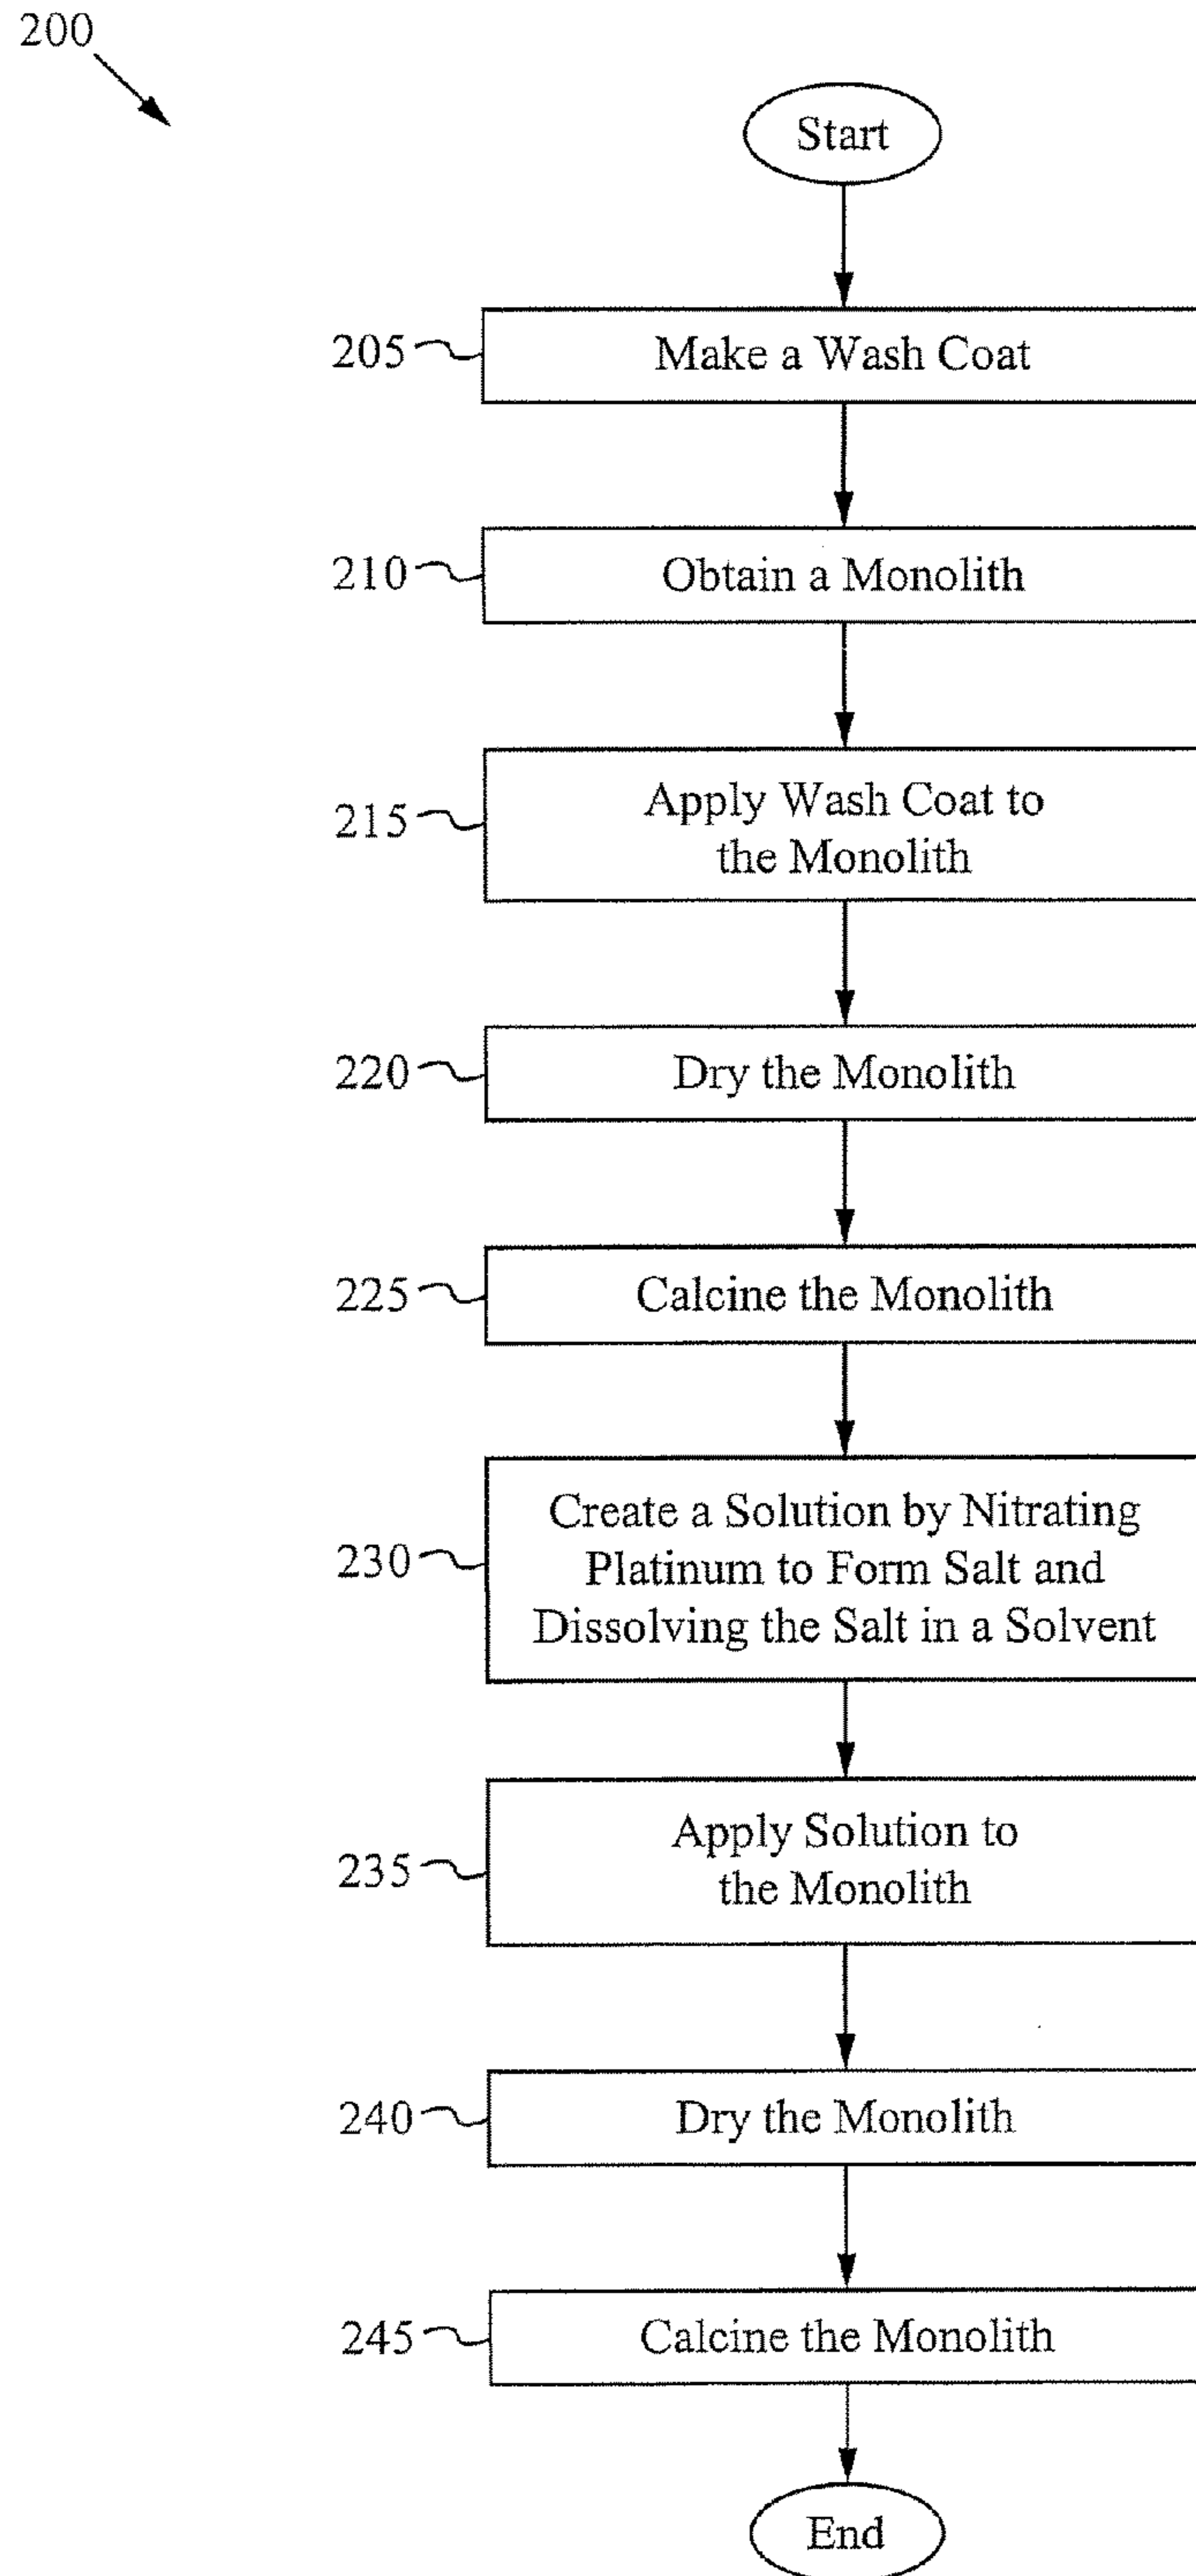 200
Start
205
Make a Wash Coat
210
Obtain a Monolith
215
Apply Wash Coat to
the Monolith
220
Dry the Monolith
225
Calcine the Monolith
230
Create a Solution by Nitrating
Platinum to Form Salt and
Dissolving the Salt in a Solvent
235
Apply Solution to
the Monolith
240
Dry the Monolith
245
Calcine the Monolith
End